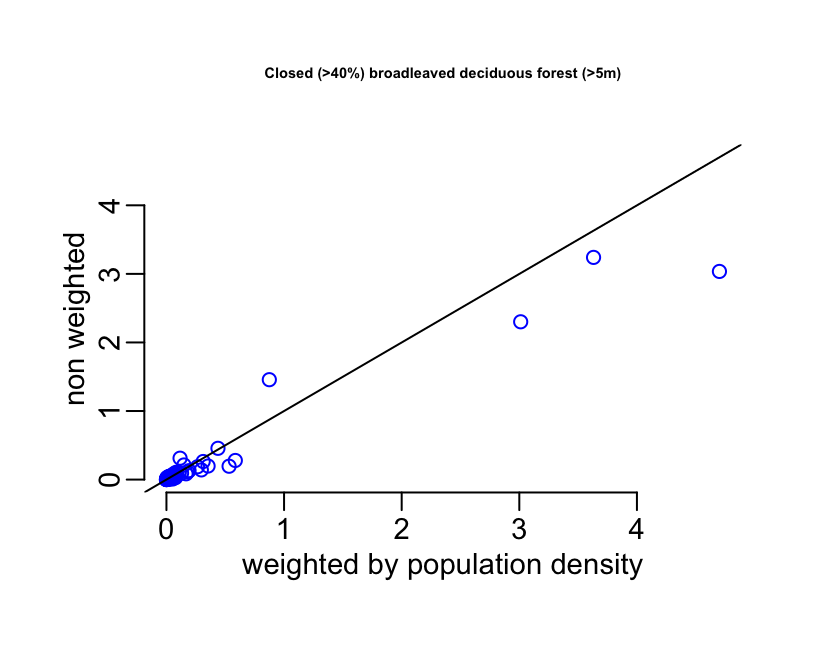 Closed (>40%) broadleaved deciduous forest (>5m)
4
3
2
1
0
non weighted
0 1 2 3 4
weighted by population density